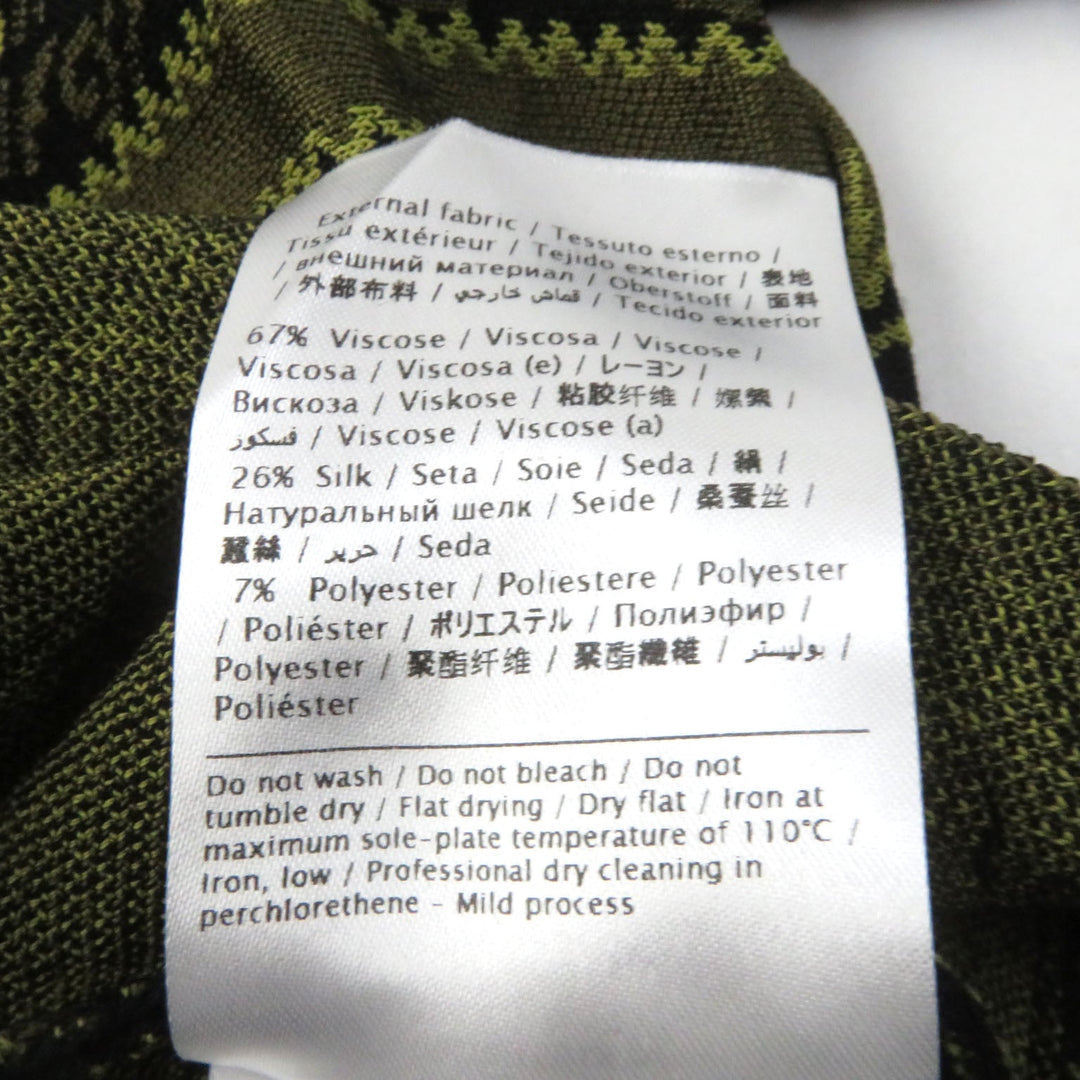 External fabric / Tessuto esterno /
Tissu extérieur / Tejido exterior / 表地
/ внешний материал / Oberstoff / 面料
/ 外部布料 / قماش خارجي / Tecido exterior
67% Viscose / Viscosa / Viscose /
Viscosa / Viscosa (e) / レーヨン /
Вискоза / Viskose / 粘胶纤维 / 嫘縈 /
فسكوز / Viscose / Viscose (a)
26% Silk / Seta / Soie / Seda / 絹 /
Натуральный шелк / Seide / 桑蚕丝 /
蠶絲 / حرير / Seda
7% Polyester / Poliestere / Polyester
/ Poliéster / ポリエステル / Полиэфир /
Polyester / 聚酯纤维 / 聚酯纖維 / بوليستر /
Poliéster
Do not wash / Do not bleach / Do not
tumble dry / Flat drying / Dry flat / Iron at
maximum sole-plate temperature of 110°C /
Iron, low / Professional dry cleaning in
perchlorethene - Mild process